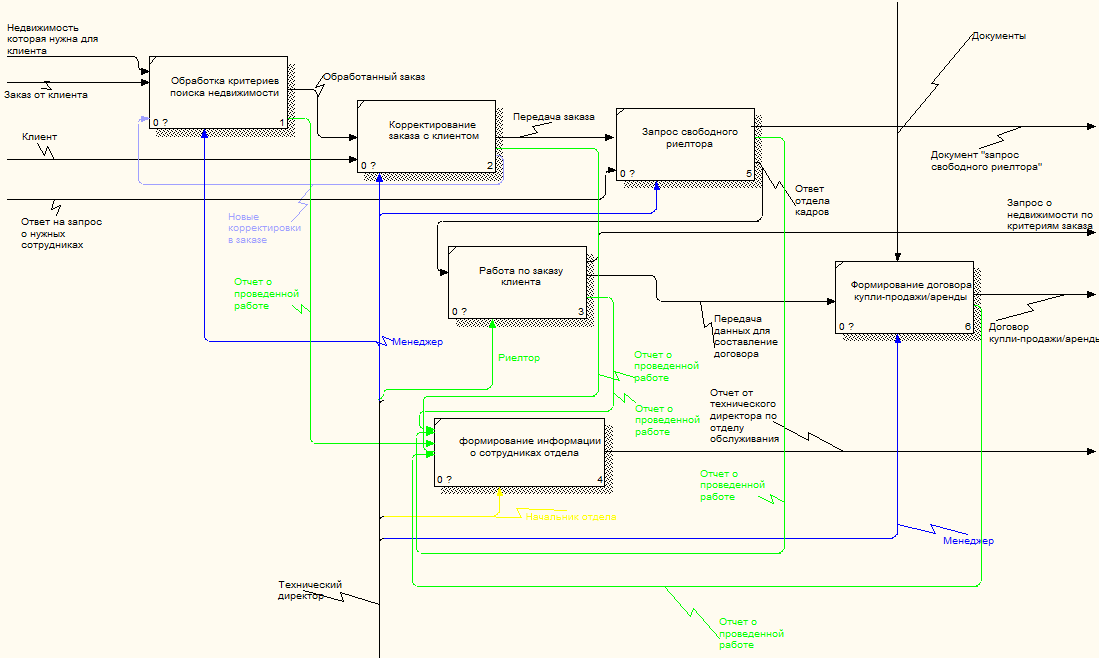 Недвижимость
которая нужна для
клиента
Заказ от клиента
Обработка критериев
поиска недвижимости
0 ?
1
Обработанный заказ
Клиент
Корректирование
заказа с клиентом
0 ?
2
Передача заказа
Запрос свободного
риелтора
0 ?
5
Документы
Документ "запрос
свободного риелтора"
Ответ
отдела
кадров
Ответ на запрос
о нужных
сотрудниках
Новые
корректировки
в заказе
Запрос о
недвижимости по
критериям заказа
Отчет о
проведенной
работе
Работа по заказу
клиента
0 ?
3
Формирование договора
купли-продажи/аренды
0 ?
6
Передача
данных для
составление
договора
Договор
купли-продажи/аренды
Менеджер
Риелтор
Отчет о
проведенной
работе
Отчет о
проведенной
работе
Отчет от
технического
директора по
отделу
обслуживания
формирование информации
о сотрудниках отдела
0 ?
4
Отчет о
проведенной
работе
Начальник отдела
Менеджер
Технический
директор
Отчет о
проведенной
работе